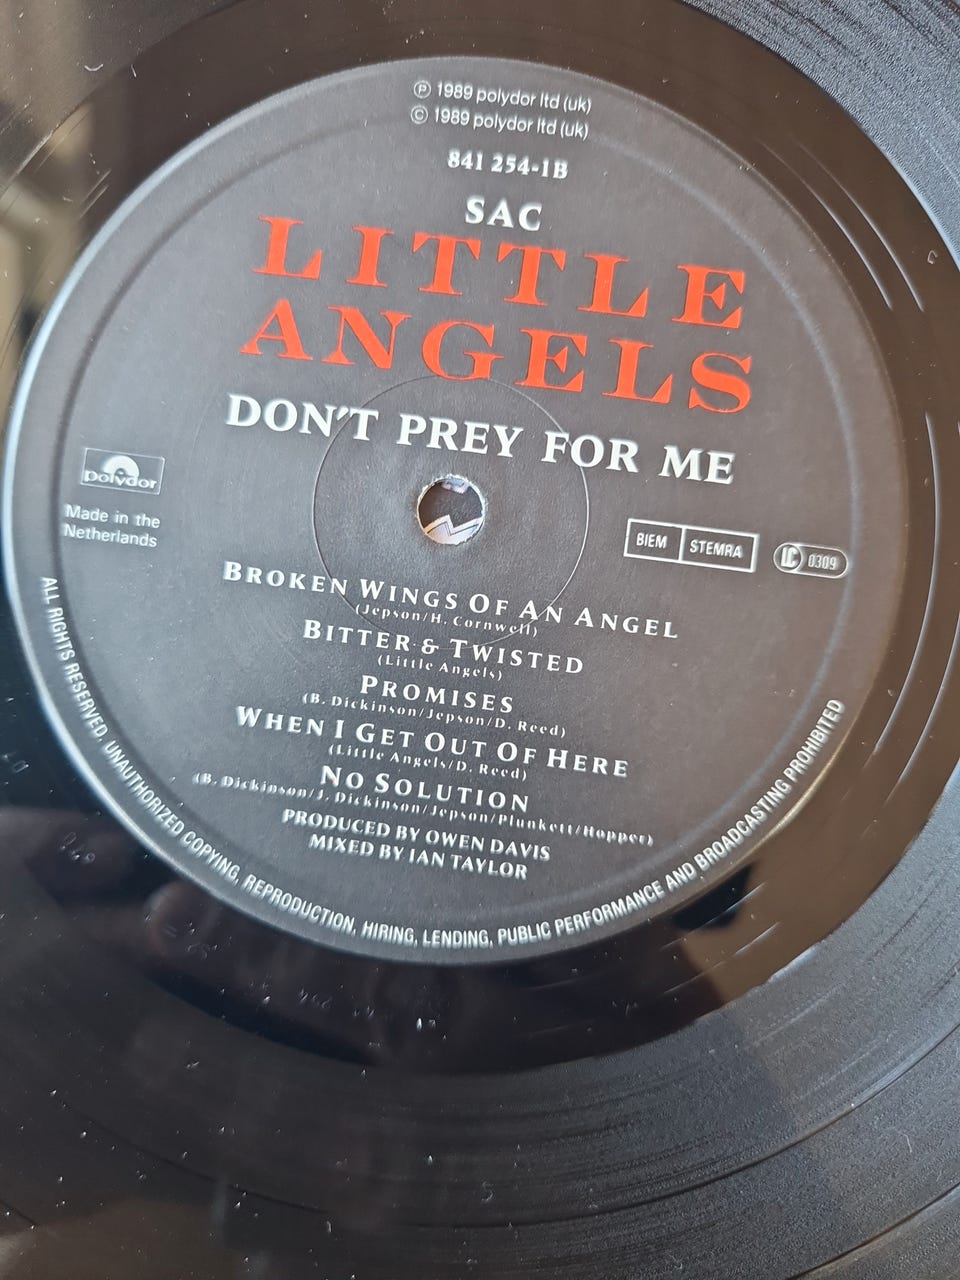 ℗ 1989 polydor ltd (uk)
© 1989 polydor ltd (uk)
841 254-1B
SAC
LITTLE
ANGELS
DON'T PREY FOR ME
polydor
Made in the
Netherlands
BIEM STEMRA LC 0309
BROKEN WINGS OF AN ANGEL
(Jepson/H. Cornwell)
BITTER & TWISTED
(Little Angels)
PROMISES
(B. Dickinson/Jepson/D. Reed)
WHEN I GET OUT OF HERE
(Little Angels/D. Reed)
NO SOLUTION
(B. Dickinson/J. Dickinson/Jepson/Plunkett/Hopper)
PRODUCED BY OWEN DAVIS
MIXED BY IAN TAYLOR
ALL RIGHTS RESERVED, UNAUTHORIZED COPYING, REPRODUCTION, HIRING, LENDING, PUBLIC PERFORMANCE AND BROADCASTING PROHIBITED